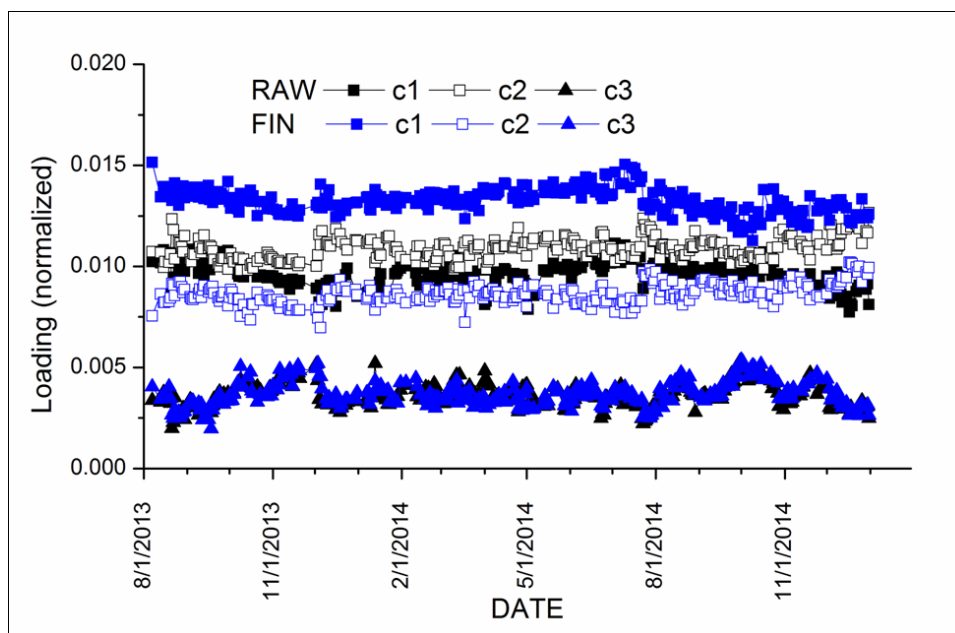 0.020
RAW c1 c2 c3
FIN c1 c2 c3
0.015
0.010
0.005
0.000
Loading (normalized)
8/1/2013
11/1/2013
2/1/2014
5/1/2014
8/1/2014
11/1/2014
DATE